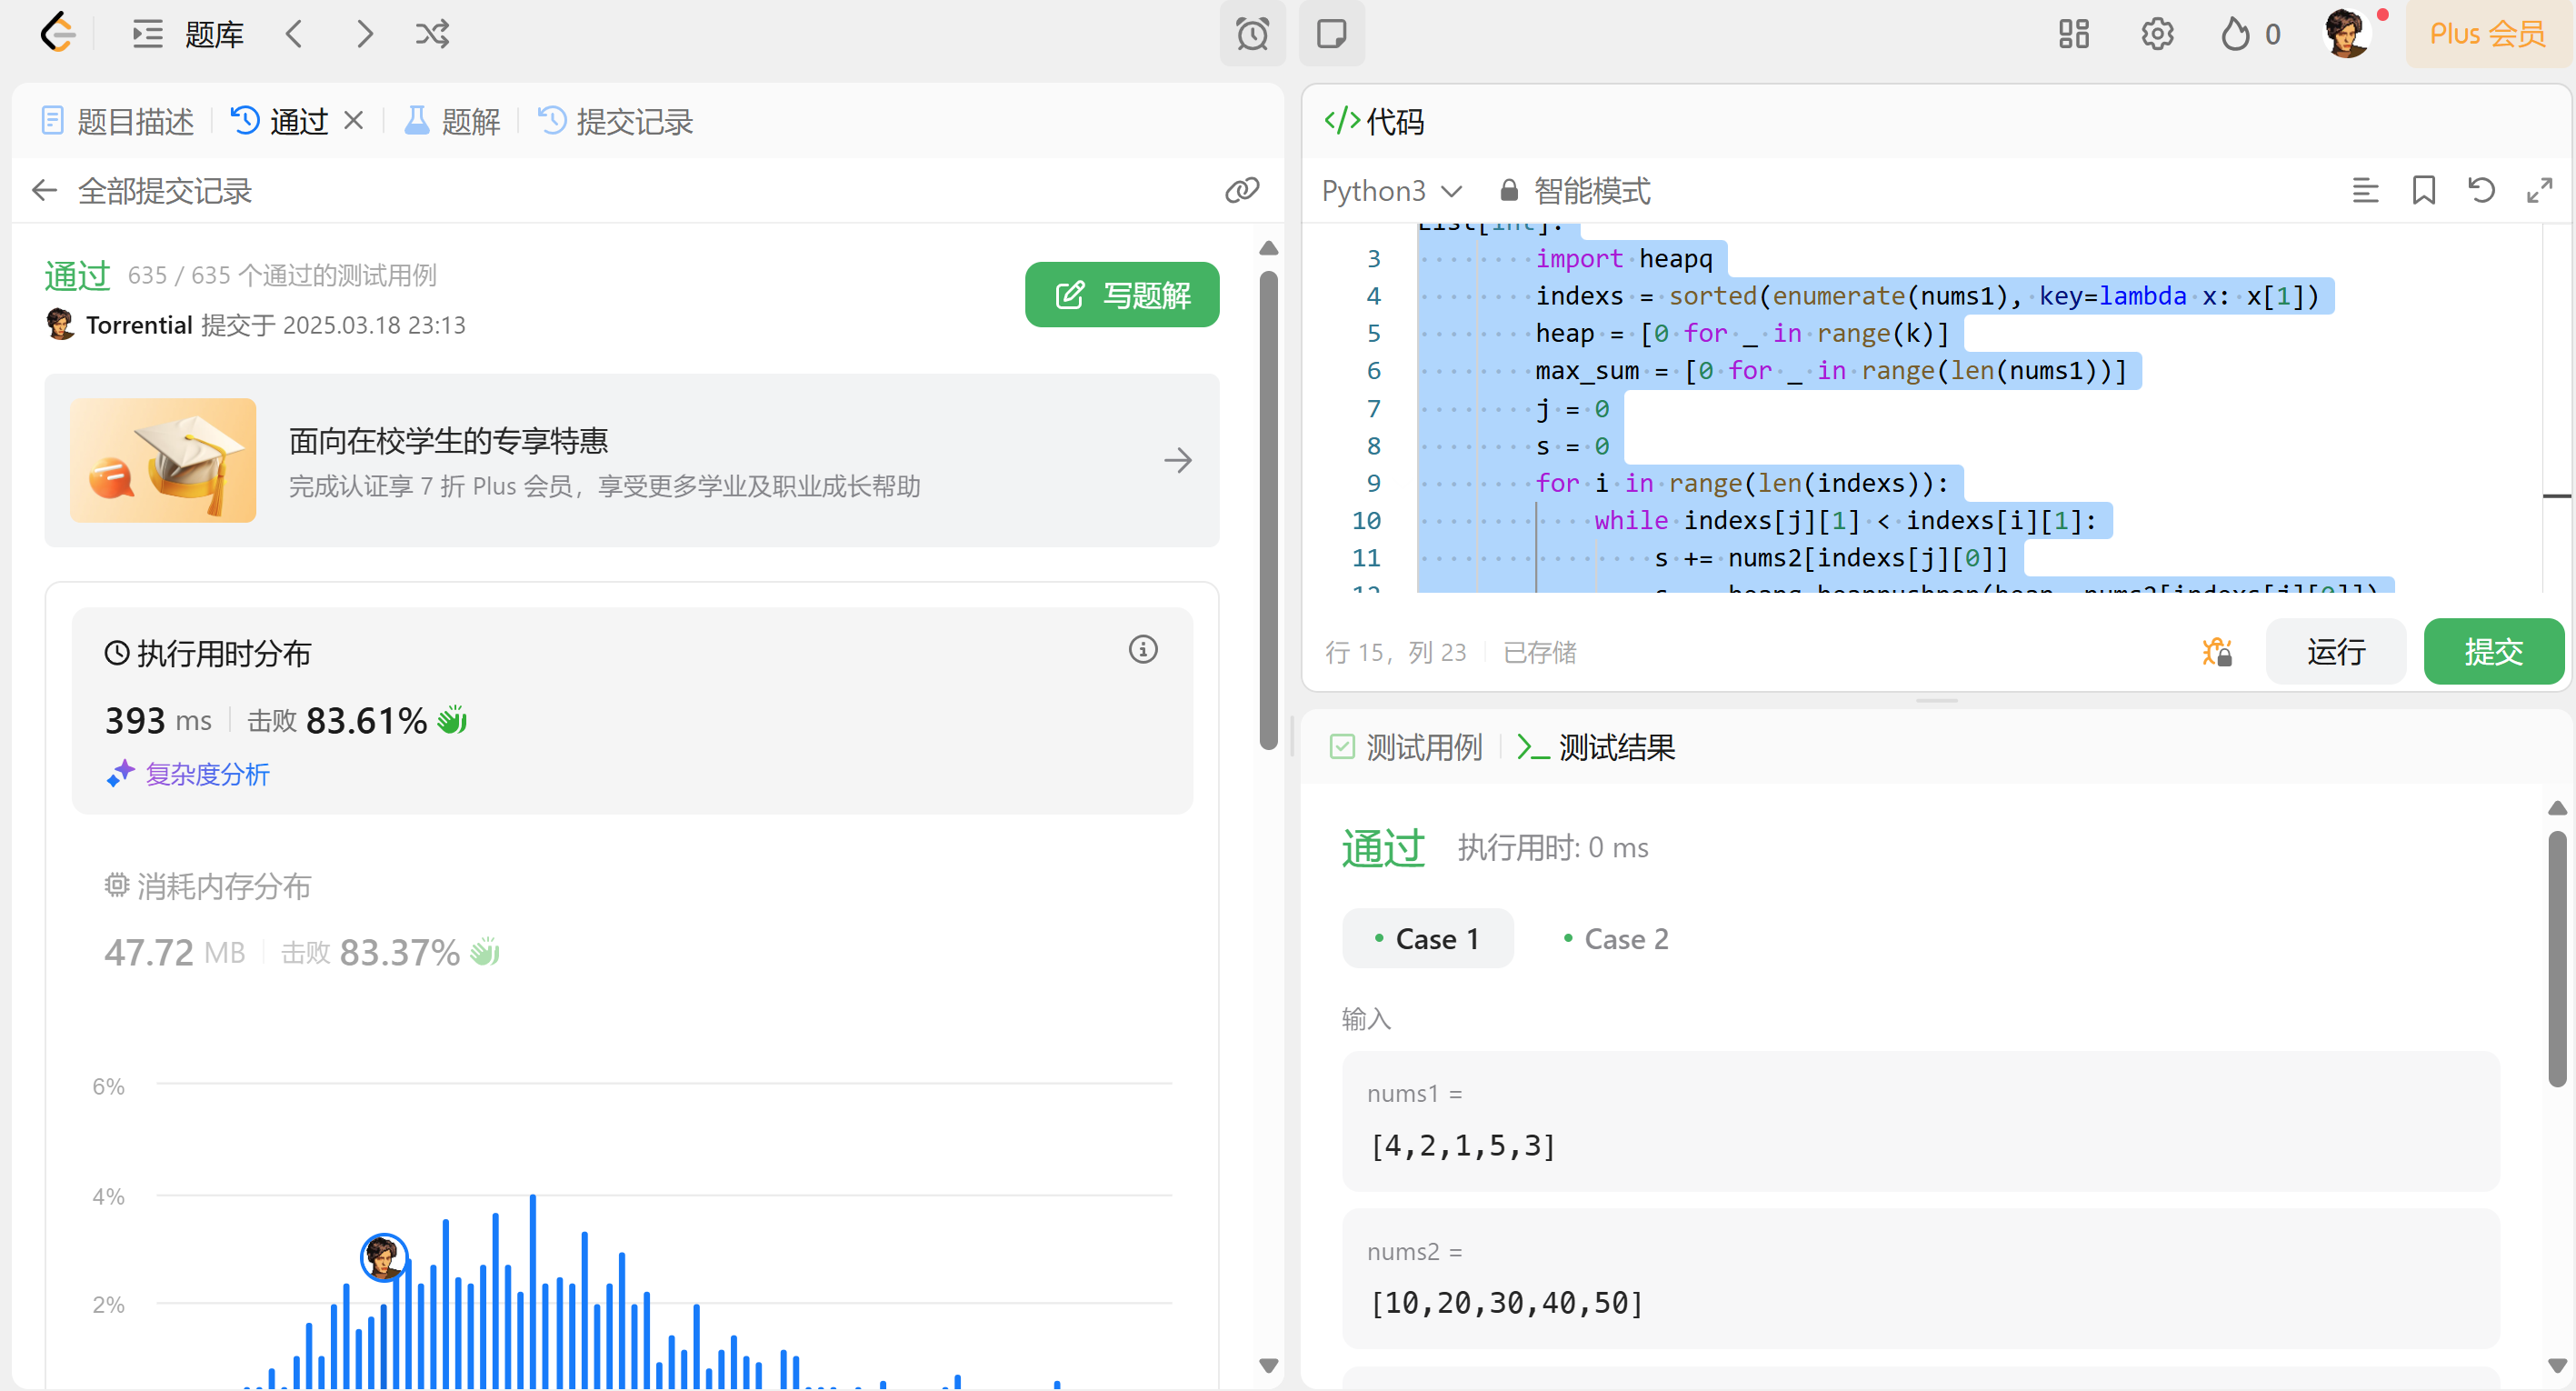 题库
0
Plus 会员
题目描述
通过
题解
提交记录
全部提交记录
通过 635 / 635 个通过的测试用例
Torrential 提交于 2025.03.18 23:13
写题解
面向在校学生的专享特惠
完成认证享 7 折 Plus 会员，享受更多学业及职业成长帮助
执行用时分布
393 ms 击败 83.61%
复杂度分析
消耗内存分布
47.72 MB 击败 83.37%
6%
4%
2%
代码
Python3 智能模式
List[int]:
3 import heapq
4 indexs = sorted(enumerate(nums1), key=lambda x: x[1])
5 heap = [0 for _ in range(k)]
6 max_sum = [0 for _ in range(len(nums1))]
7 j = 0
8 s = 0
9 for i in range(len(indexs)):
10 while indexs[j][1] < indexs[i][1]:
11 s += nums2[indexs[j][0]]
12 heapq.heappushpop(heap, nums2[indexs[j][0]])
行 15，列 23 已存储
运行
提交
测试用例
测试结果
通过 执行用时: 0 ms
Case 1
Case 2
输入
nums1 =
[4,2,1,5,3]
nums2 =
[10,20,30,40,50]